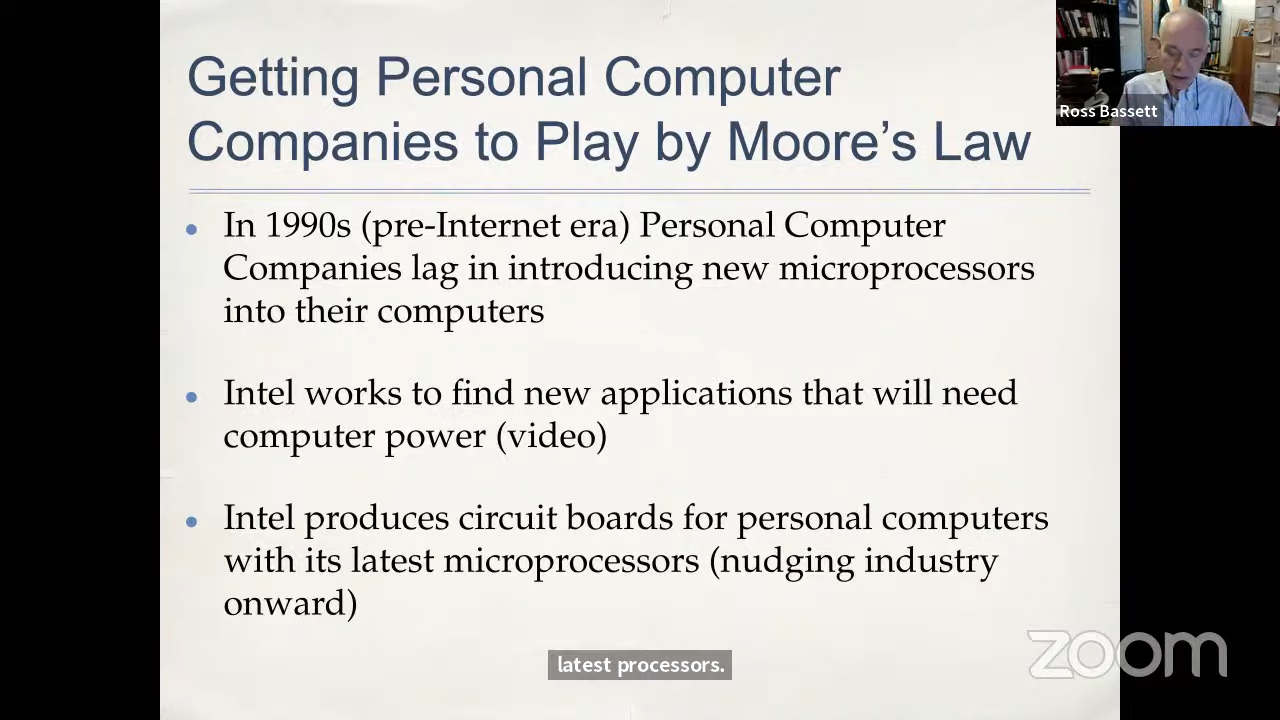 Getting Personal Computer
Companies to Play by Moore's Law
Ross Bassett
• In 1990s (pre-Internet era) Personal Computer
Companies lag in introducing new microprocessors
into their computers
• Intel works to find new applications that will need
computer power (video)
• Intel produces circuit boards for personal computers
with its latest microprocessors (nudging industry
onward)
latest processors.
zoom